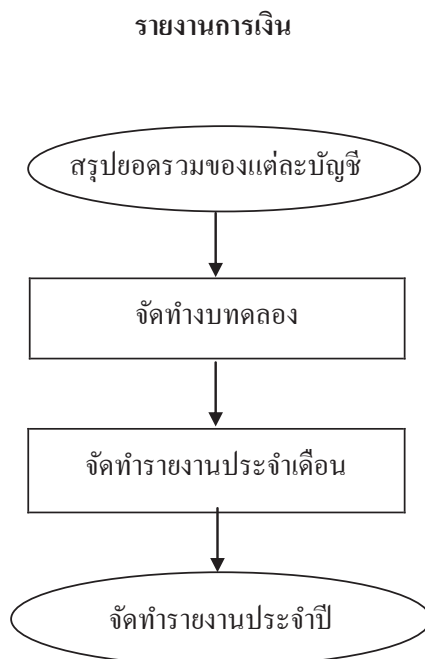 รายงานการเงิน
สรุปยอดรวมของแต่ละบัญชี
จัดทำงบทดลอง
จัดทำรายงานประจำเดือน
จัดทำรายงานประจำปี